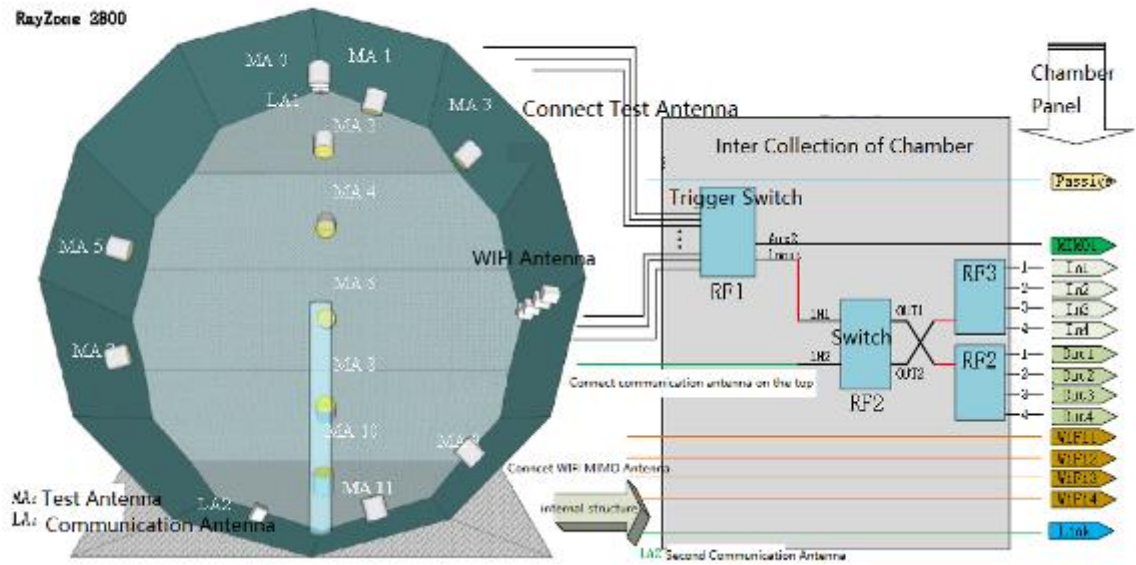 RayZone 2800
MA 0
MA 1
LA1
MA 3
MA 2
MA 4
MA 5
MA 6
MA 8
MA 10
MA 11
LA2
WIFI Antenna
MA: Test Antenna
LA: Communication Antenna
Connect Test Antenna
Inter Collection of Chamber
Trigger Switch
RF1
IN1
IN2
Switch
OUT1
OUT2
RF2
RF3
1
2
3
4
RF2
1
2
3
4
Connect communication antenna on the top
Conncet WIFI MIMO Antenna
internal structure
LA2 Second Communication Antenna
Chamber
Panel
Passive
MIMO1
In1
In2
In3
In4
Out1
Out2
Out3
Out4
WiFi1
WiFi2
WiFi3
WiFi4
Link